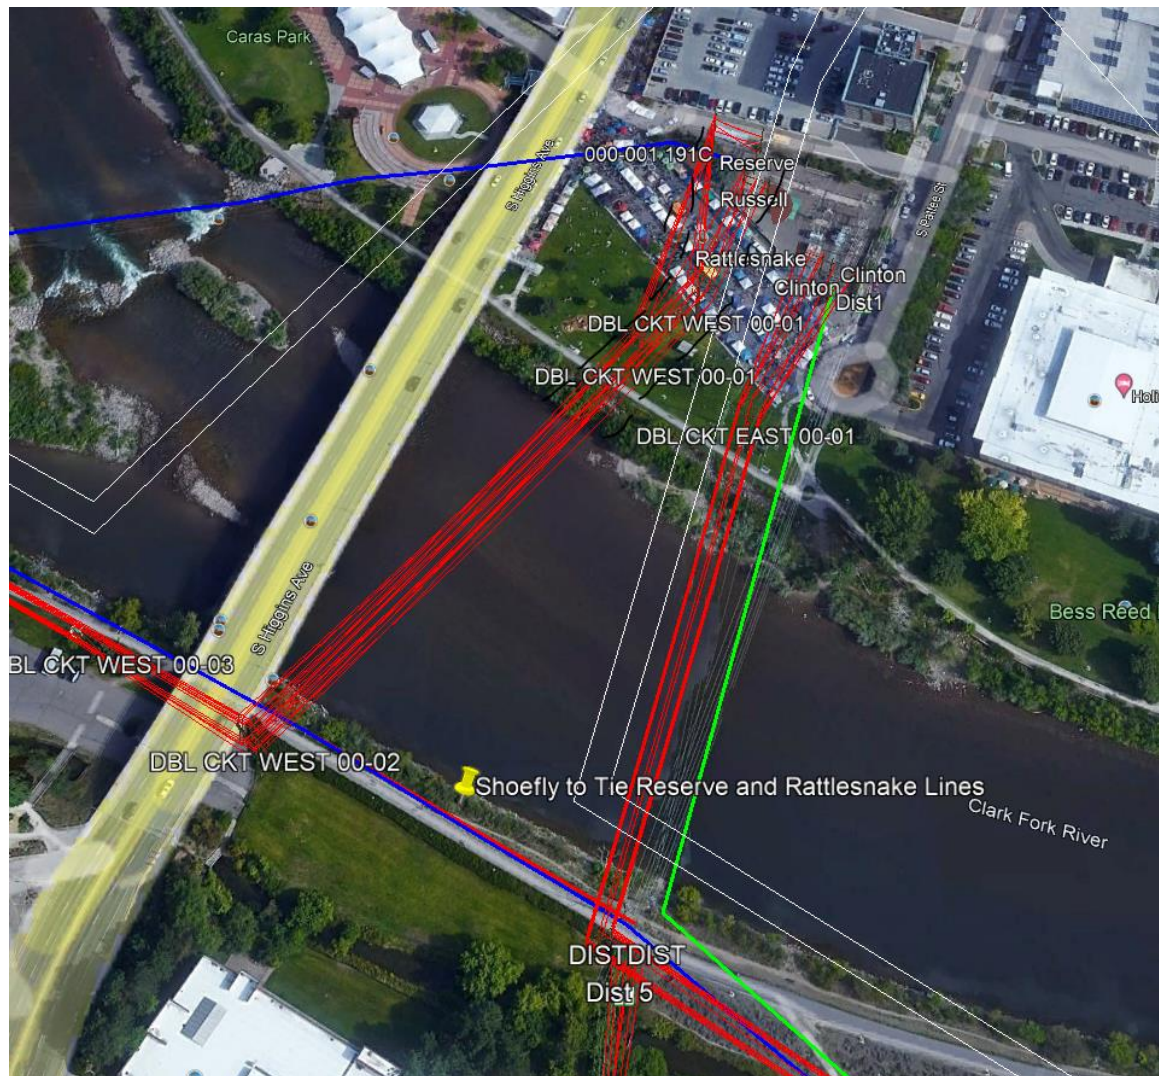 Caras Park
S Higgins Ave
000-001 191C
Reserve
Russell
S Pattee St
Rattlesnake
Clinton
Clinton
Dist1
DBL CKT WEST 00-01
DBL CKT WEST 00-01
Holi
DBL CKT EAST 00-01
S Higgins Ave
Bess Reed
BL CKT WEST 00-03
DBL CKT WEST 00-02
Shoefly to Tie Reserve and Rattlesnake Lines
Clark Fork River
DISTDIST
Dist 5